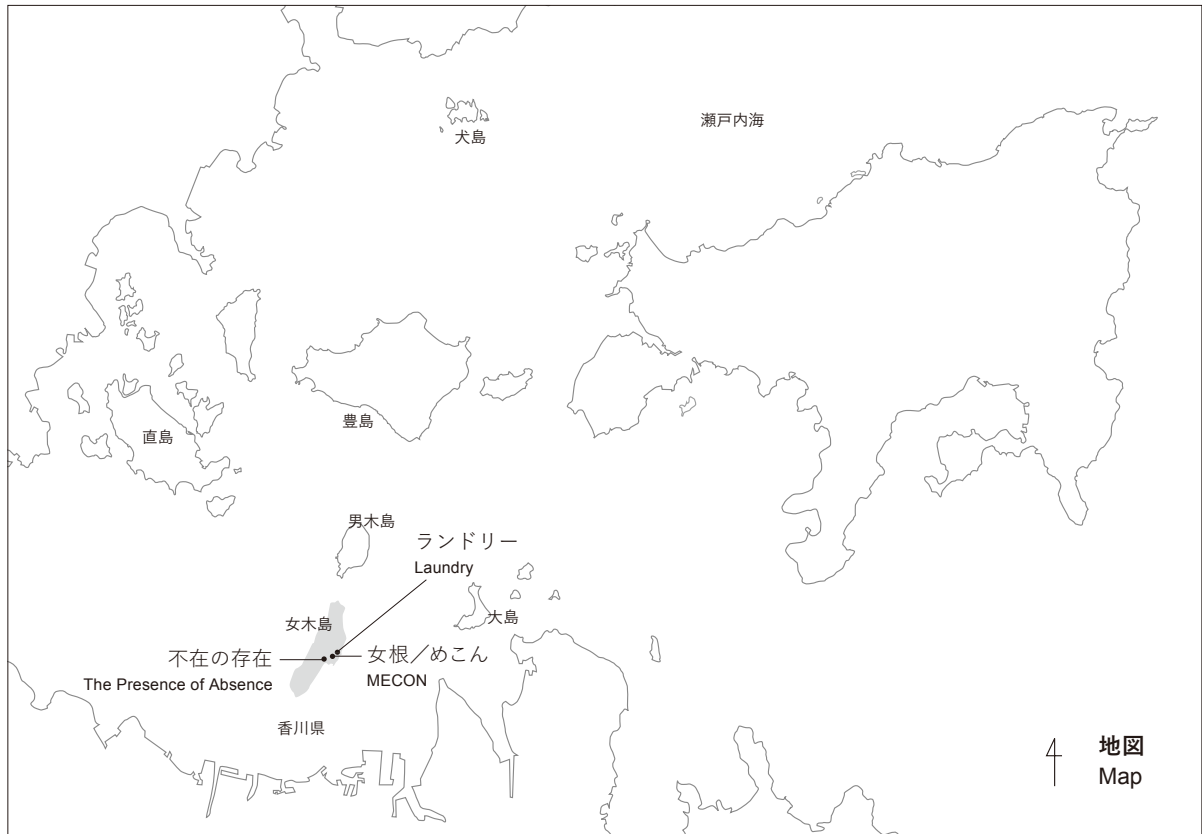 犬島
瀬戸内海
豊島
直島
男木島
ランドリー
Laundry
女木島
大島
不在の存在
The Presence of Absence
女根／めこん
MECON
香川県
地図
Map